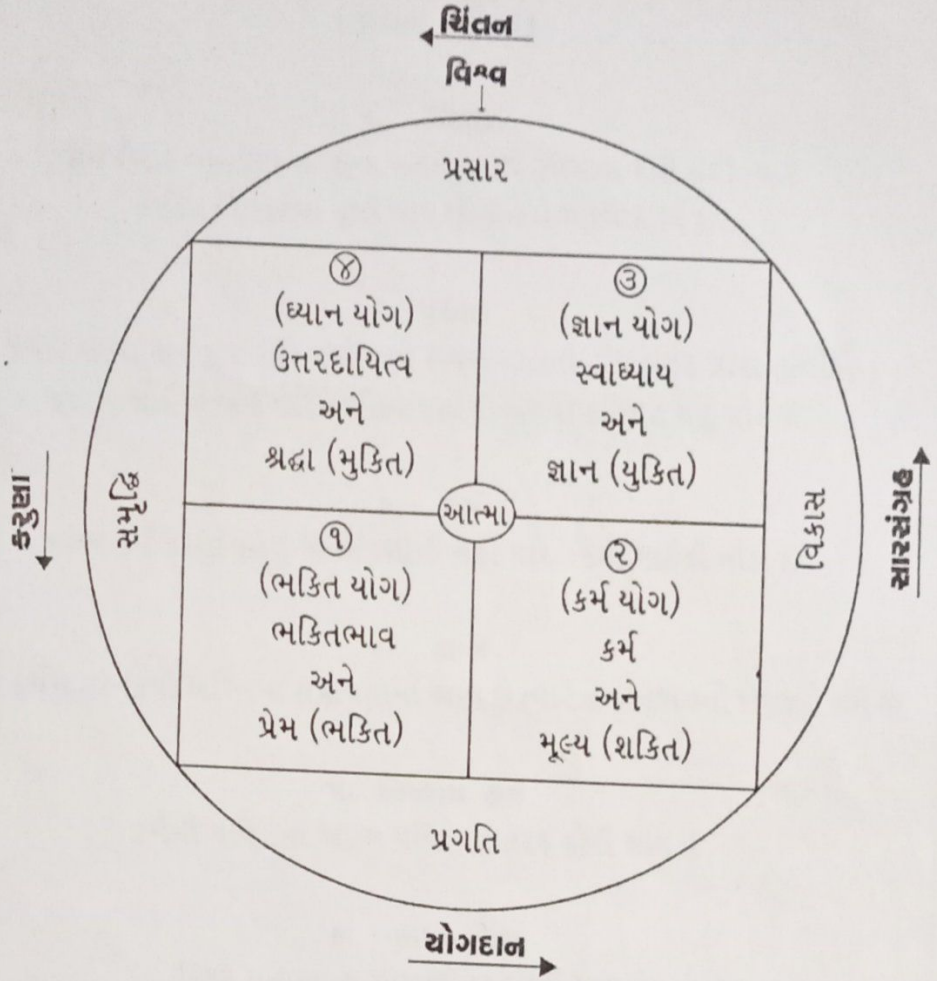 ચિંતન
વિશ્વ
પ્રસાર
૪
(ધ્યાન યોગ)
ઉત્તરદાયિત્વ
અને
શ્રદ્ધા (મુકિત)
૩
(જ્ઞાન યોગ)
સ્વાધ્યાય
અને
જ્ઞાન (યુકિત)
કરુણા
આત્મા
વિકાસ
સારસંગ્રહ
૧
(ભકિત યોગ)
ભકિતભાવ
અને
પ્રેમ (ભકિત)
૨
(કર્મ યોગ)
કર્મ
અને
મૂલ્ય (શકિત)
પ્રગતિ
યોગદાન